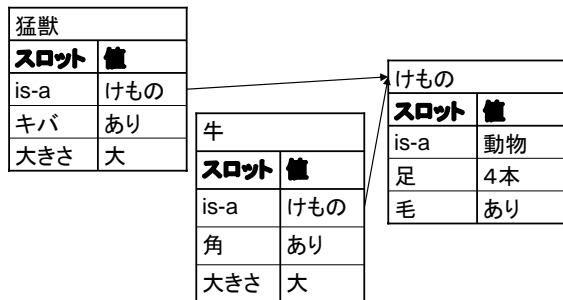 猛獣
スロット 値
is-a けもの
キバ あり
大きさ 大
牛
スロット 値
is-a けもの
角 あり
大きさ 大
けもの
スロット 値
is-a 動物
足 4本
毛 あり